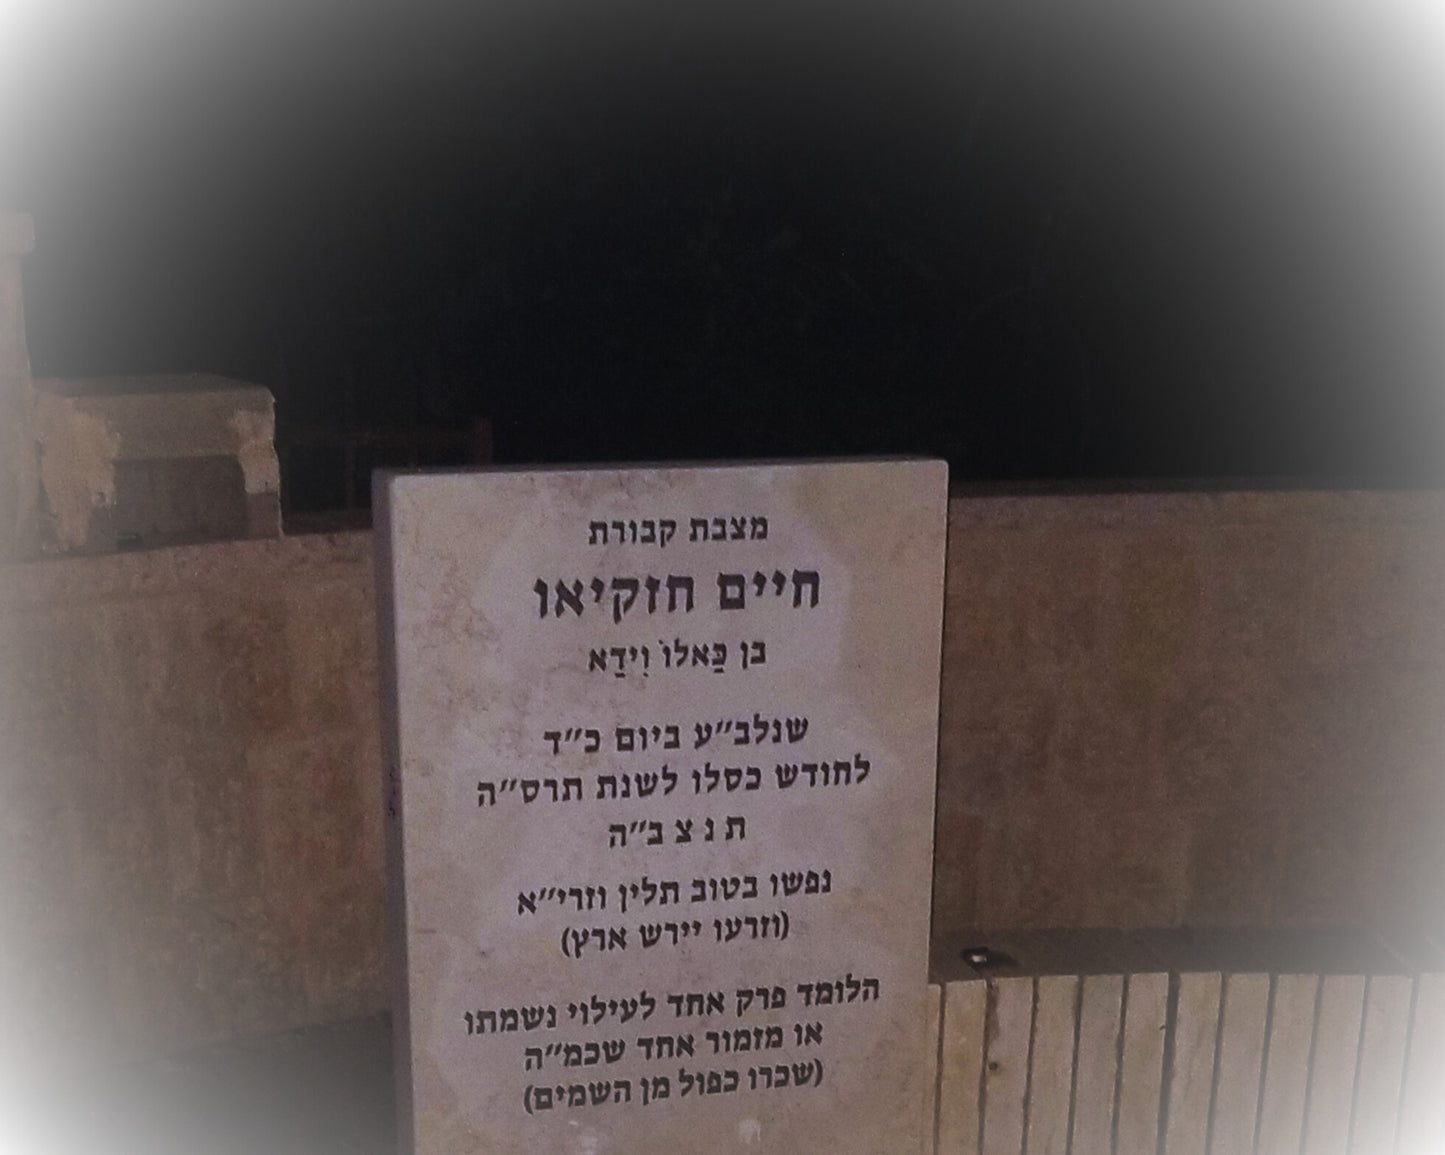 מצבת קבורת
חיים חזקיאו
בן כַּאלוֹ וִידַא
שנלב״ע ביום כ״ד
לחודש כסלו לשנת תרס״ה
ת נ צ ב״ה
נפשו בטוב תלין וזרי״א
(וזרעו יירש ארץ)
הלומד פרק אחד לעילוי נשמתו
או מזמור אחד שכמ״ה
(שכרו כפול מן השמים)